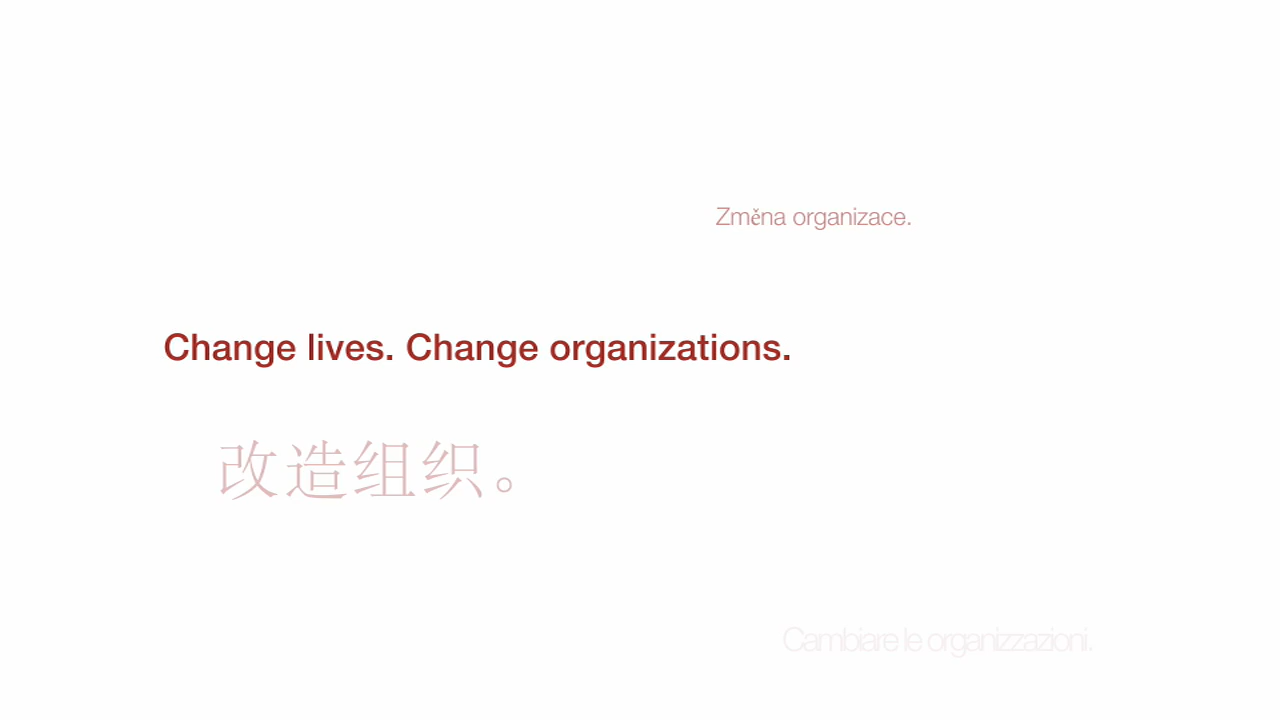 Změna organizace.
Change lives. Change organizations.
改造组织。
Cambiare le organizzazioni.